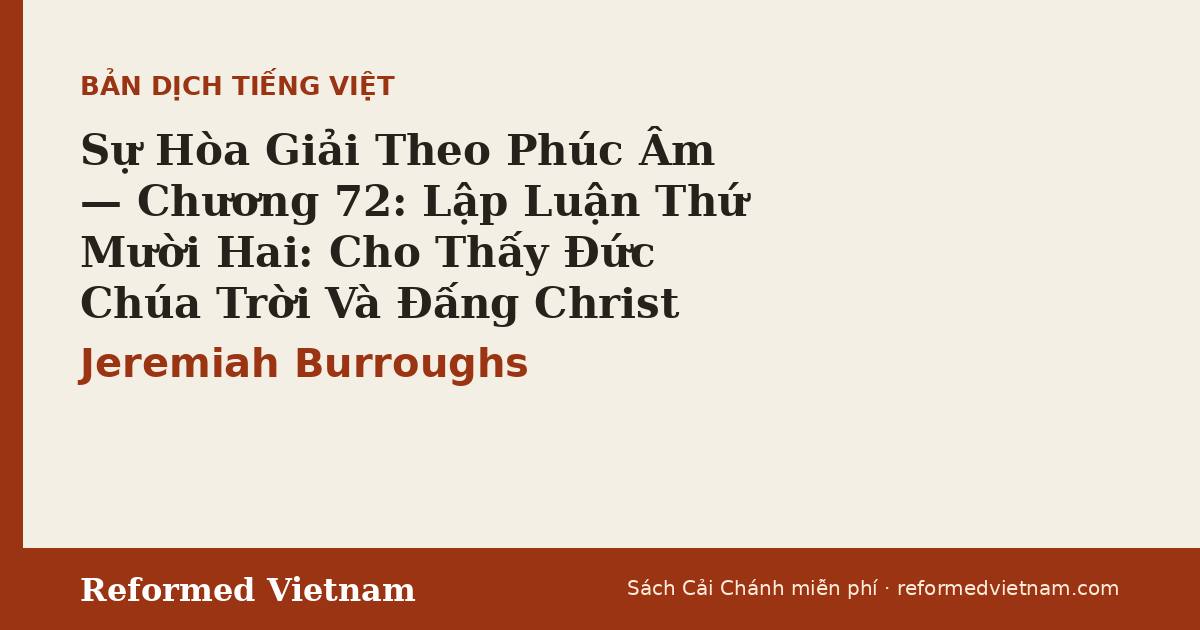 BẢN DỊCH TIẾNG VIỆT
Sự Hòa Giải Theo Phúc Âm
— Chương 72: Lập Luận Thứ
Mười Hai: Cho Thấy Đức
Chúa Trời Và Đấng Christ
Jeremiah Burroughs
Reformed Vietnam
Sách Cải Chánh miễn phí · reformedvietnam.com